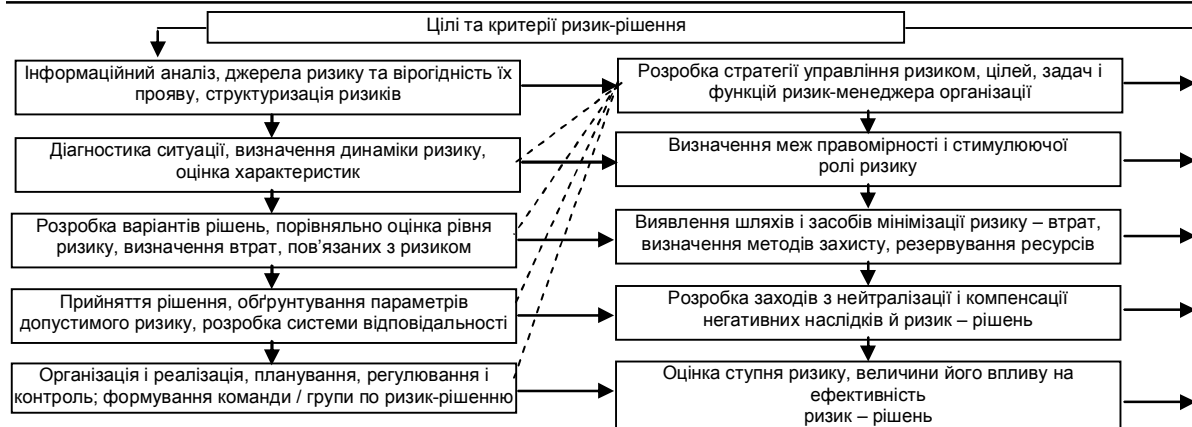 Цілі та критерії ризик-рішення
Інформаційний аналіз, джерела ризику та вірогідність їх
прояву, структуризація ризиків
Діагностика ситуації, визначення динаміки ризику,
оцінка характеристик
Розробка варіантів рішень, порівняльно оцінка рівня
ризику, визначення втрат, пов’язаних з ризиком
Прийняття рішення, обґрунтування параметрів
допустимого ризику, розробка системи відповідальності
Організація і реалізація, планування, регулювання і
контроль; формування команди / групи по ризик-рішенню
Розробка стратегії управління ризиком, цілей, задач і
функцій ризик-менеджера організації
Визначення меж правомірності і стимулюючої
ролі ризику
Виявлення шляхів і засобів мінімізації ризику – втрат,
визначення методів захисту, резервування ресурсів
Розробка заходів з нейтралізації і компенсації
негативних наслідків й ризик – рішень
Оцінка ступня ризику, величини його впливу на
ефективність
ризик – рішень